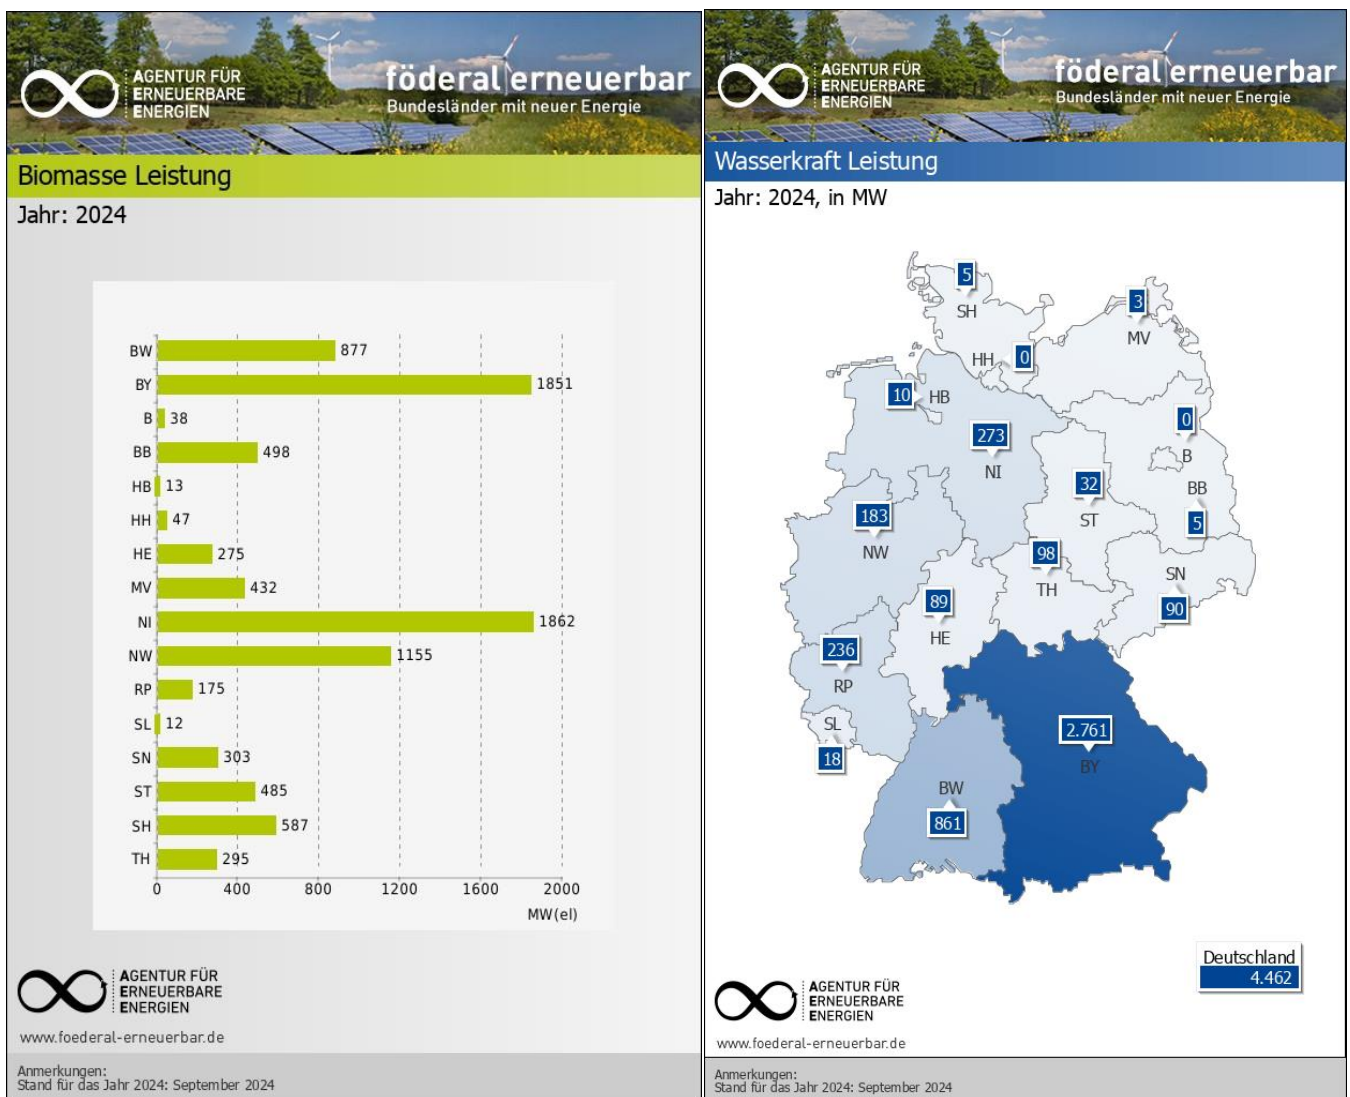 AGENTUR FÜR
ERNEUERBARE
ENERGIEN
föderal erneuerbar
Bundesländer mit neuer Energie
Biomasse Leistung
Jahr: 2024
BW 877
BY 1851
B 38
BB 498
HB 13
HH 47
HE 275
MV 432
NI 1862
NW 1155
RP 175
SL 12
SN 303
ST 485
SH 587
TH 295
0 400 800 1200 1600 2000
MW(el)
AGENTUR FÜR
ERNEUERBARE
ENERGIEN
www.foederal-erneuerbar.de
Anmerkungen:
Stand für das Jahr 2024: September 2024
AGENTUR FÜR
ERNEUERBARE
ENERGIEN
föderal erneuerbar
Bundesländer mit neuer Energie
Wasserkraft Leistung
Jahr: 2024, in MW
5
SH
3
MV
HH 0
10 HB
0
B
273
NI
32
ST
BB
5
183
NW
98
TH
SN
90
89
HE
236
RP
SL
18
2.761
BY
BW
861
Deutschland
4.462
AGENTUR FÜR
ERNEUERBARE
ENERGIEN
www.foederal-erneuerbar.de
Anmerkungen:
Stand für das Jahr 2024: September 2024